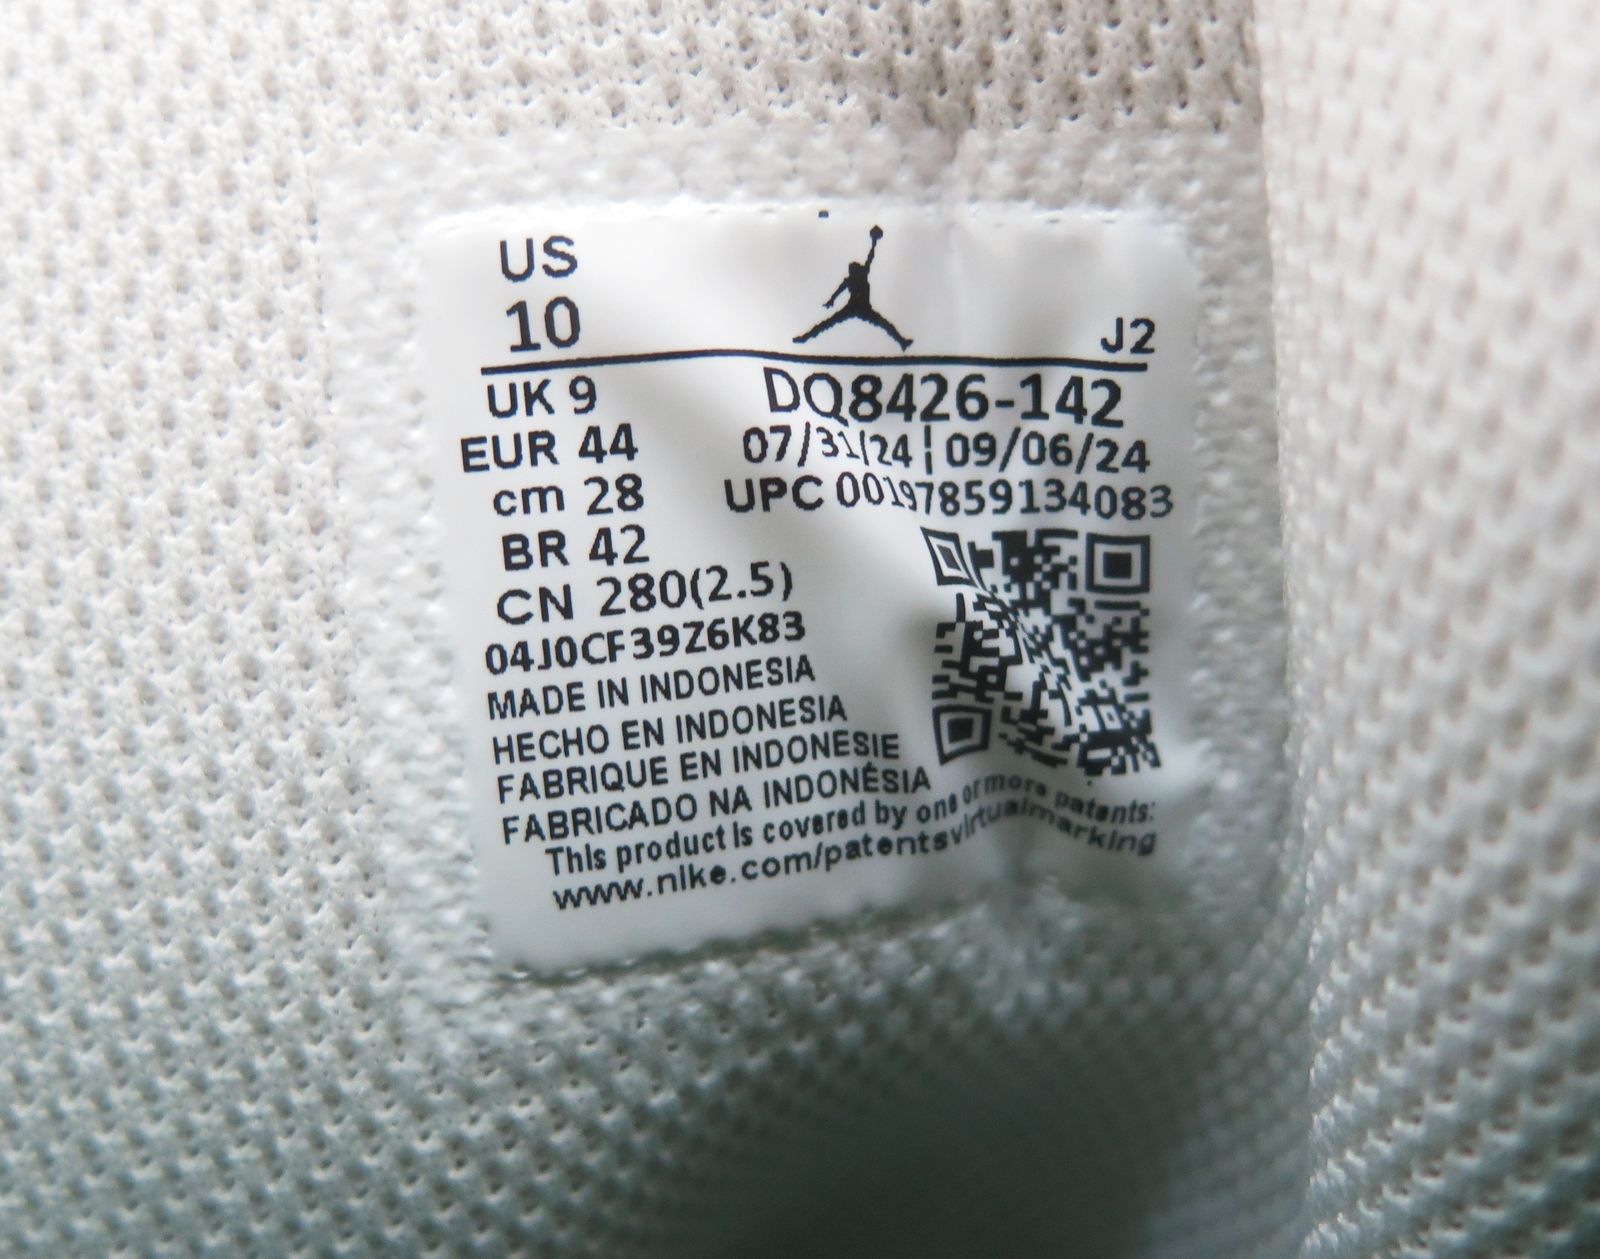 US
10
J2
UK 9
DQ8426-142
EUR 44
07/31/24 ¦ 09/06/24
cm 28
UPC 00197859134083
BR 42
CN 280(2.5)
04J0CF39Z6K83
MADE IN INDONESIA
HECHO EN INDONESIA
FABRIQUE EN INDONESIE
FABRICADO NA INDONÉSIA
This product is covered by one or more patents:
www.nike.com/patentsvirtualmarking